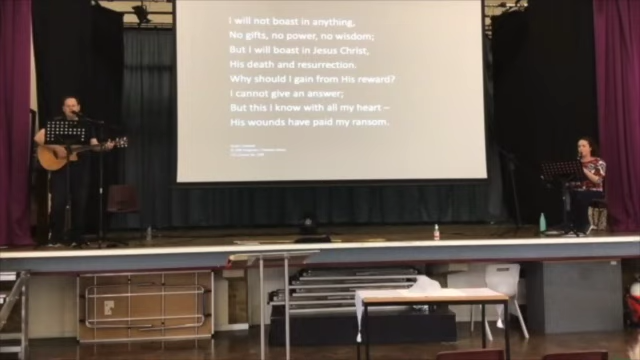 I will not boast in anything,
No gifts, no power, no wisdom;
But I will boast in Jesus Christ,
His death and resurrection.
Why should I gain from His reward?
I cannot give an answer;
But this I know with all my heart –
His wounds have paid my ransom.